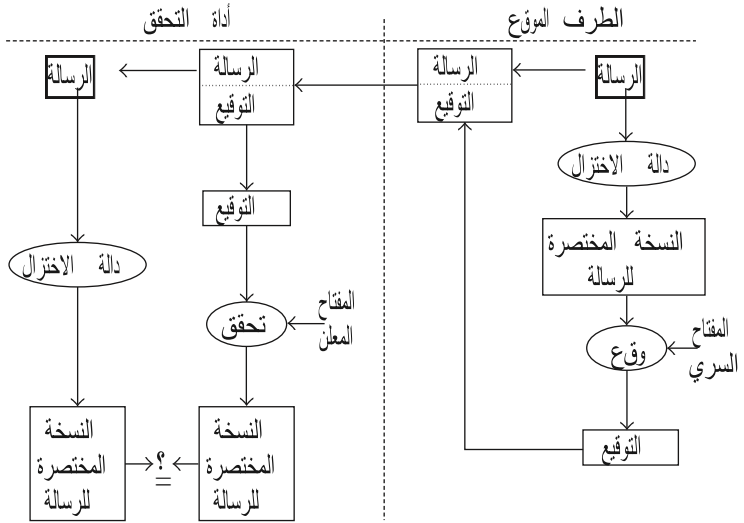 الطرف الموقع
أداة التحقق
الرسالة
الرسالة
التوقيع
الرسالة
التوقيع
الرسالة
دالة الاختزال
التوقيع
النسخة المختصرة
للرسالة
دالة الاختزال
المفتاح
السري
وقع
المفتاح
المعلن
تحقق
التوقيع
النسخة
المختصرة
للرسالة
؟
=
النسخة
المختصرة
للرسالة